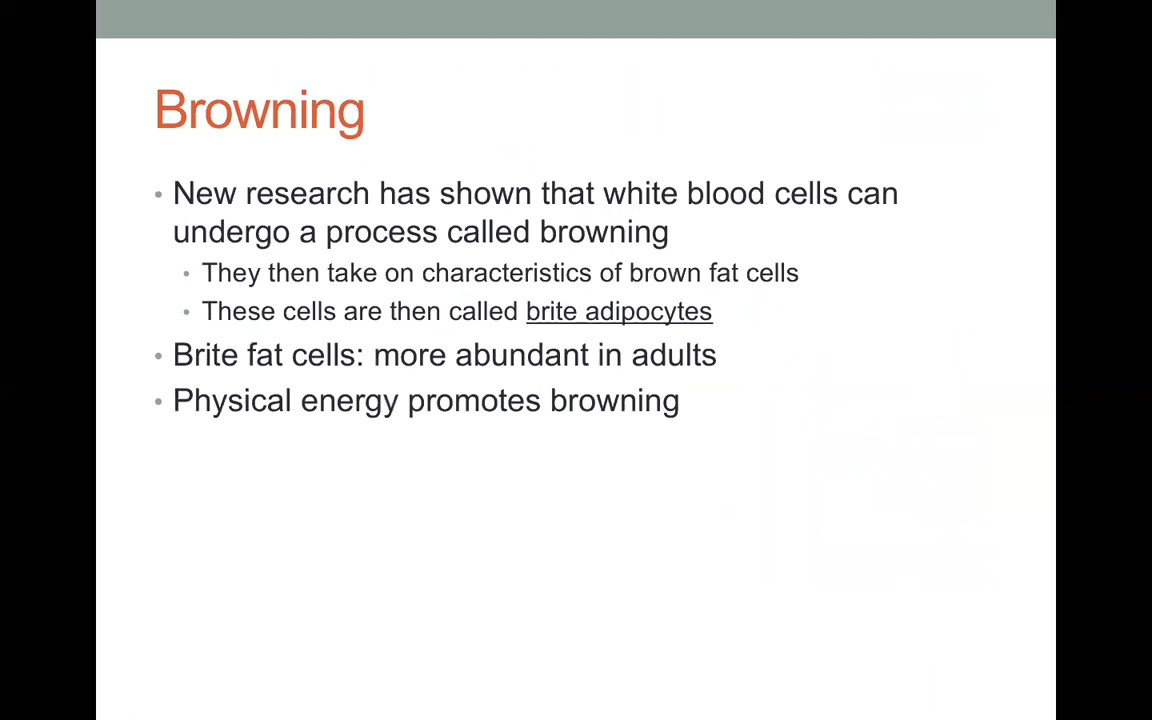 Browning
• New research has shown that white blood cells can
undergo a process called browning
• They then take on characteristics of brown fat cells
• These cells are then called brite adipocytes
• Brite fat cells: more abundant in adults
• Physical energy promotes browning